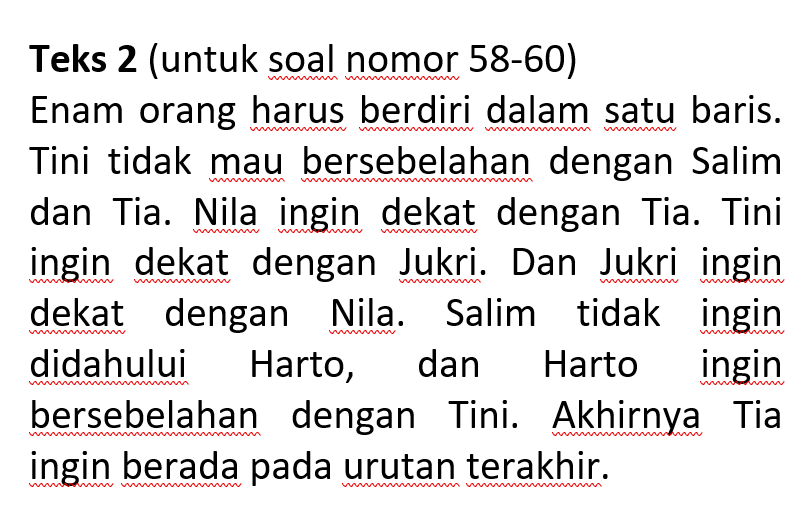 Teks 2 (untuk soal nomor 58-60)
Enam orang harus berdiri dalam satu baris.
Tini tidak mau bersebelahan dengan Salim
dan Tia. Nila ingin dekat dengan Tia. Tini
ingin dekat dengan Jukri. Dan Jukri ingin
dekat dengan Nila. Salim tidak ingin
didahului Harto, dan Harto ingin
bersebelahan dengan Tini. Akhirnya Tia
ingin berada pada urutan terakhir.